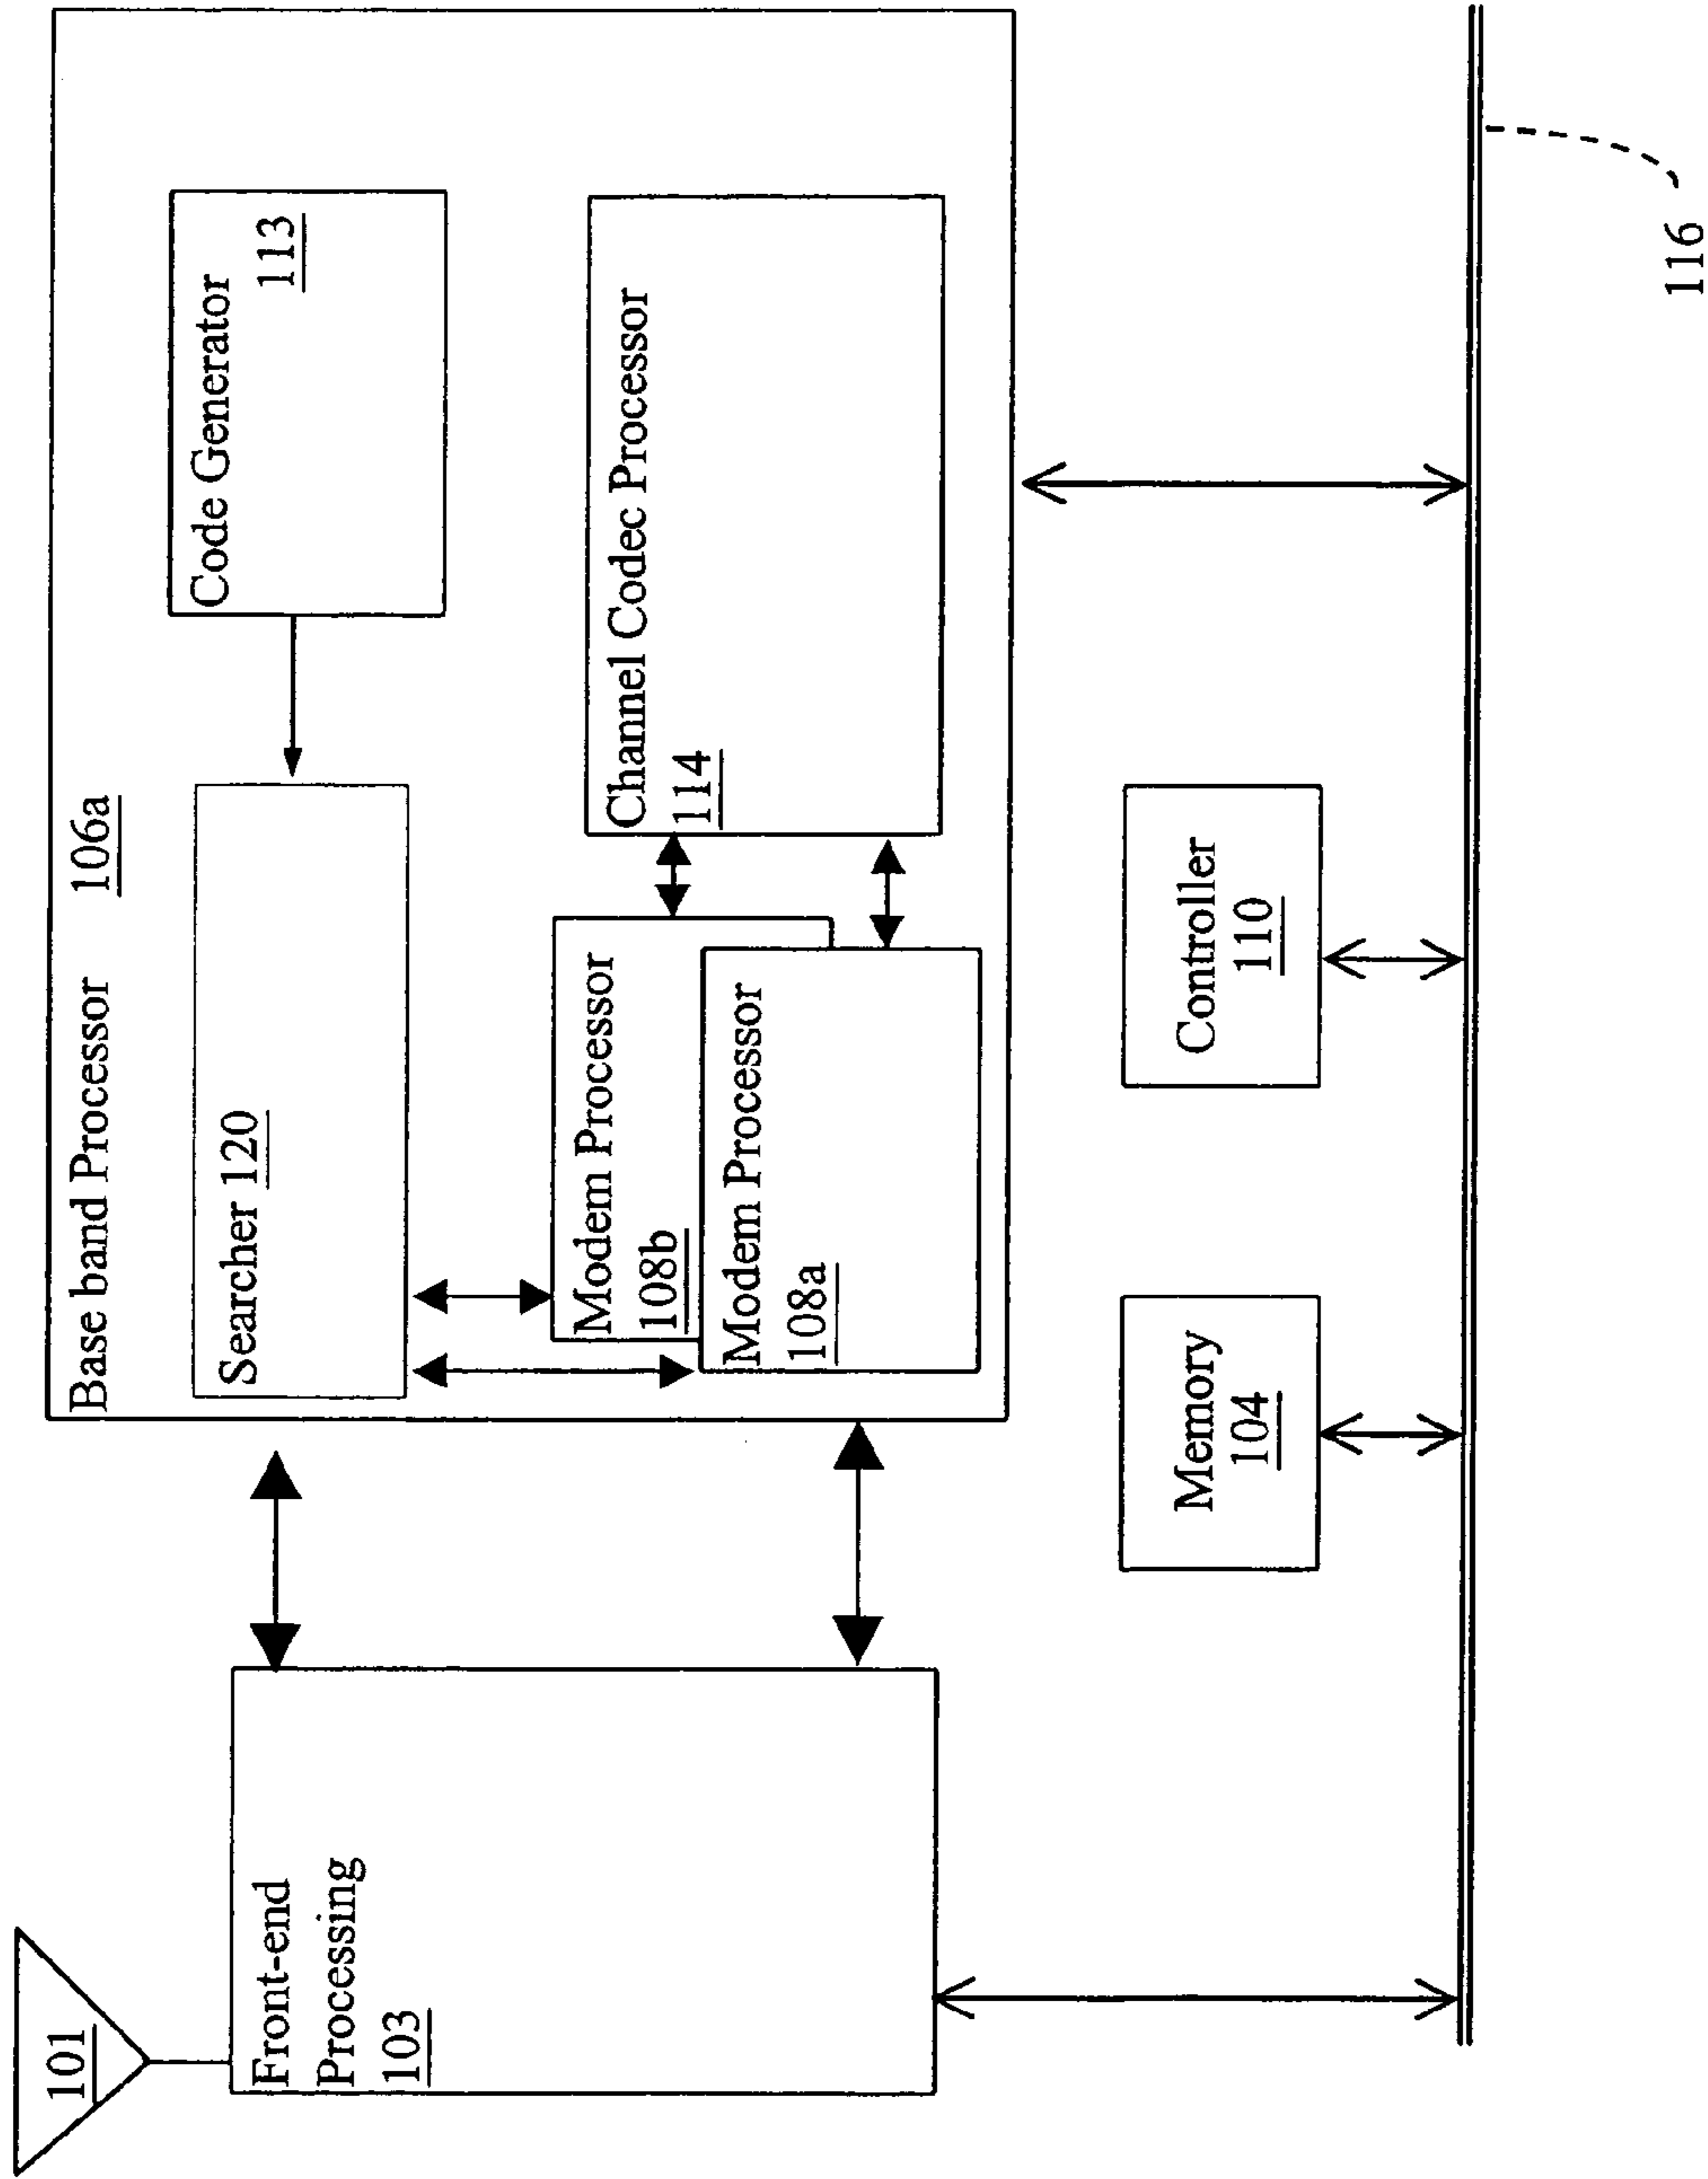 101
Front-end
Processing
103
Base band Processor 106a
Searcher 120
Code Generator
113
Modem Processor
108b
Modem Processor
108a
Channel Codec Processor
114
Memory
104
Controller
110
116